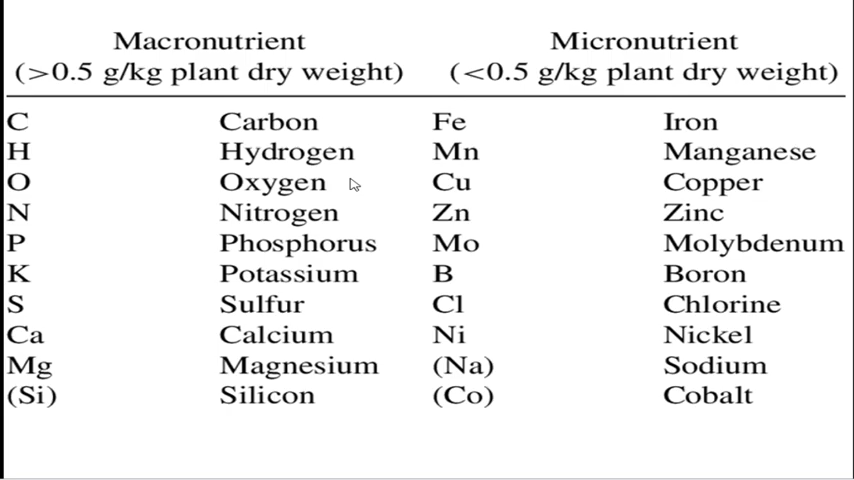 Macronutrient Micronutrient
(>0.5 g/kg plant dry weight) (<0.5 g/kg plant dry weight)
C Carbon Fe Iron
H Hydrogen Mn Manganese
O Oxygen Cu Copper
N Nitrogen Zn Zinc
P Phosphorus Mo Molybdenum
K Potassium B Boron
S Sulfur Cl Chlorine
Ca Calcium Ni Nickel
Mg Magnesium (Na) Sodium
(Si) Silicon (Co) Cobalt